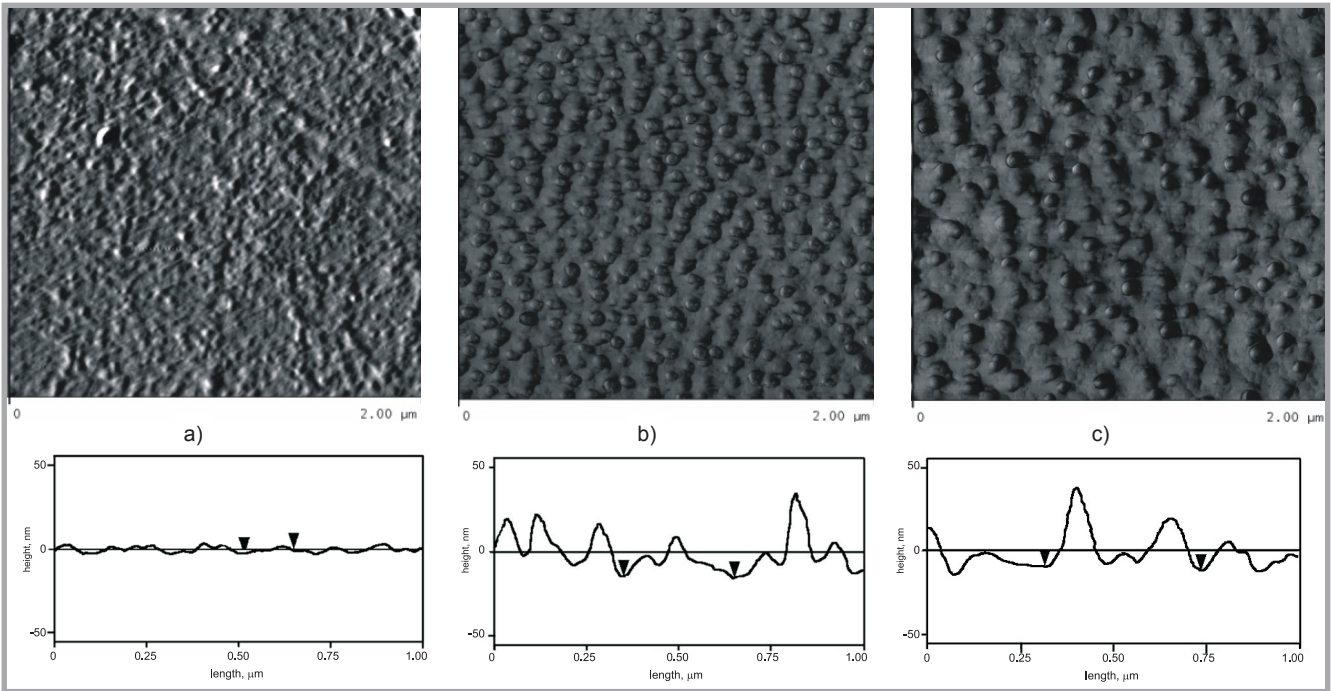 0 2.00 µm
a)
0 2.00 µm
b)
0 2.00 µm
c)
50
0
-50
height, nm
0 0.25 0.50 0.75 1.00
length, µm
50
0
-50
height, nm
0 0.25 0.50 0.75 1.00
length, µm
50
0
-50
height, nm
0 0.25 0.50 0.75 1.00
length, µm